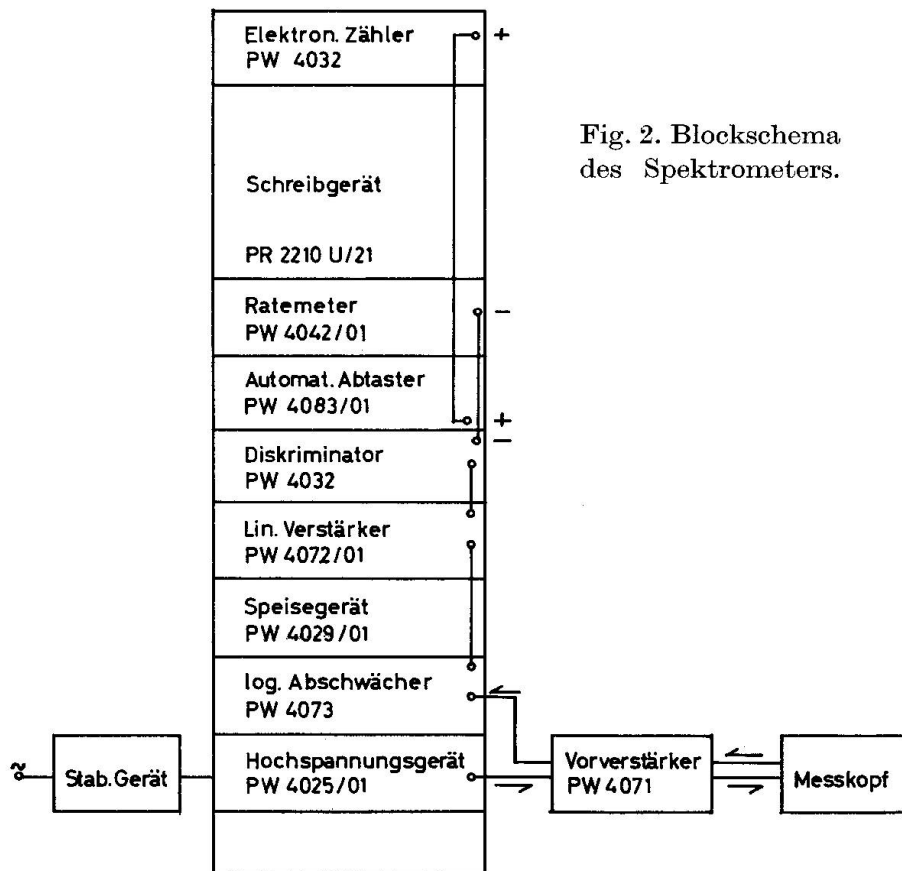 Elektron. Zähler
PW 4032
+
Fig. 2. Blockschema
des Spektrometers.
Schreibgerät
PR 2210 U/21
Ratemeter
PW 4042/01
−
Automat. Abtaster
PW 4083/01
+
−
Diskriminator
PW 4032
Lin. Verstärker
PW 4072/01
Speisegerät
PW 4029/01
log. Abschwächer
PW 4073
~
Stab. Gerät
Hochspannungsgerät
PW 4025/01
Vorverstärker
PW 4071
Messkopf